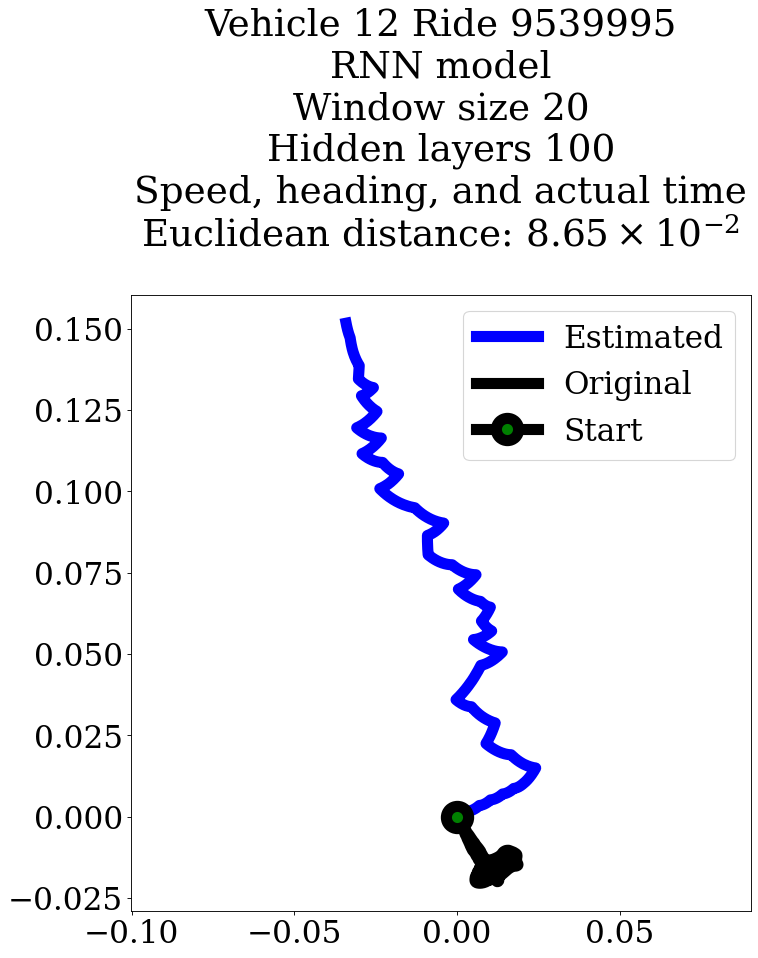 Vehicle 12 Ride 9539995
RNN model
Window size 20
Hidden layers 100
Speed, heading, and actual time
Euclidean distance: 8.65 × 10⁻²
Estimated
Original
Start
0.150
0.125
0.100
0.075
0.050
0.025
0.000
−0.025
−0.10 −0.05 0.00 0.05